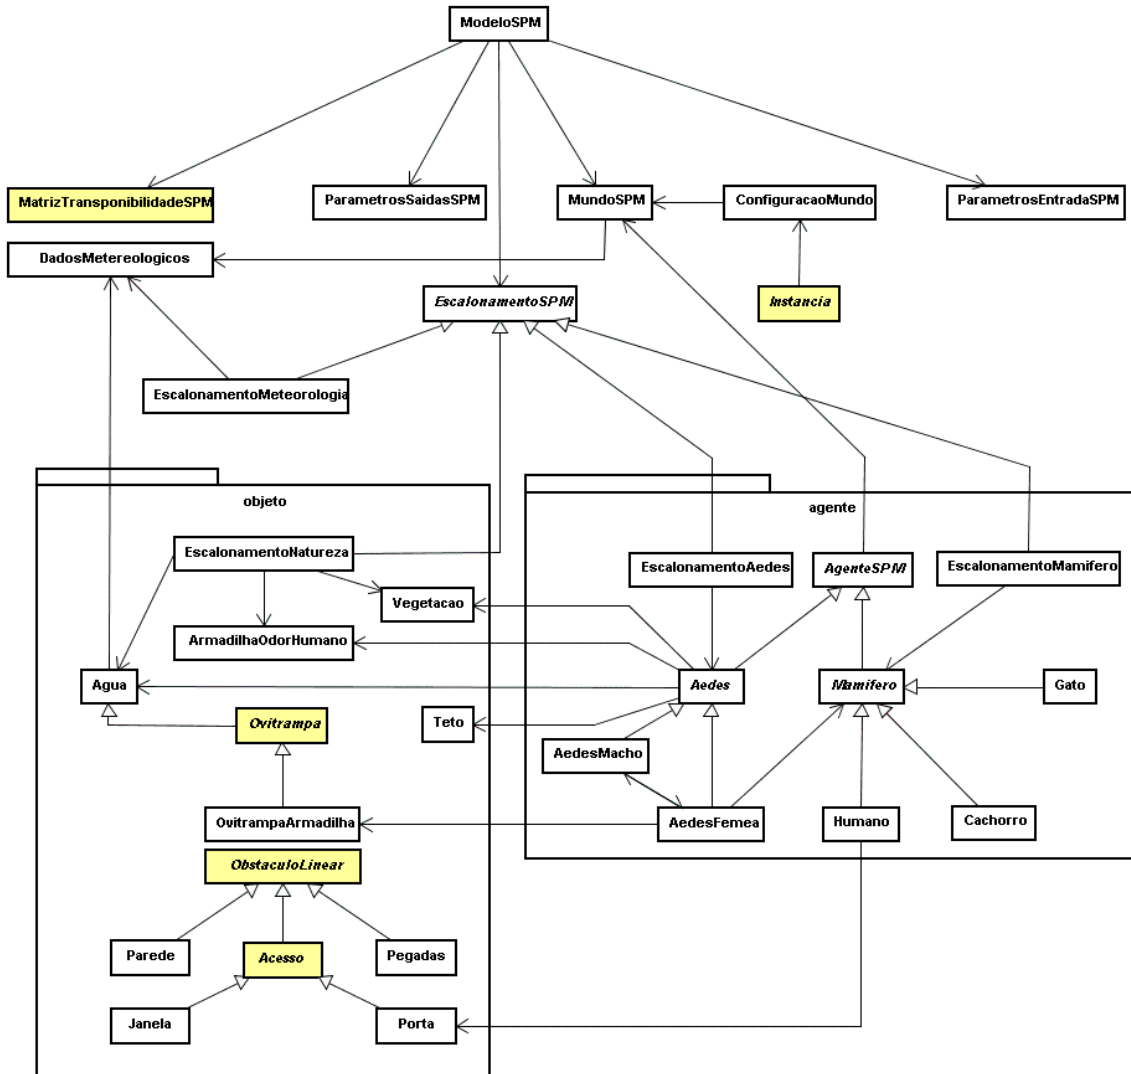 ModeloSPM
MatrizTransponibilidadeSPM
ParametrosSaidasSPM
MundoSPM
ConfiguracaoMundo
ParametrosEntradaSPM
DadosMetereologicos
EscalonamentoSPM
Instancia
EscalonamentoMeteorologia
objeto
agente
EscalonamentoNatureza
EscalonamentoAedes
AgenteSPM
EscalonamentoMamifero
Vegetacao
ArmadilhaOdorHumano
Agua
Aedes
Mamifero
Gato
Ovitrampa
Teto
AedesMacho
OvitrampaArmadilha
AedesFemea
Humano
Cachorro
ObstaculoLinear
Parede
Acesso
Pegadas
Janela
Porta